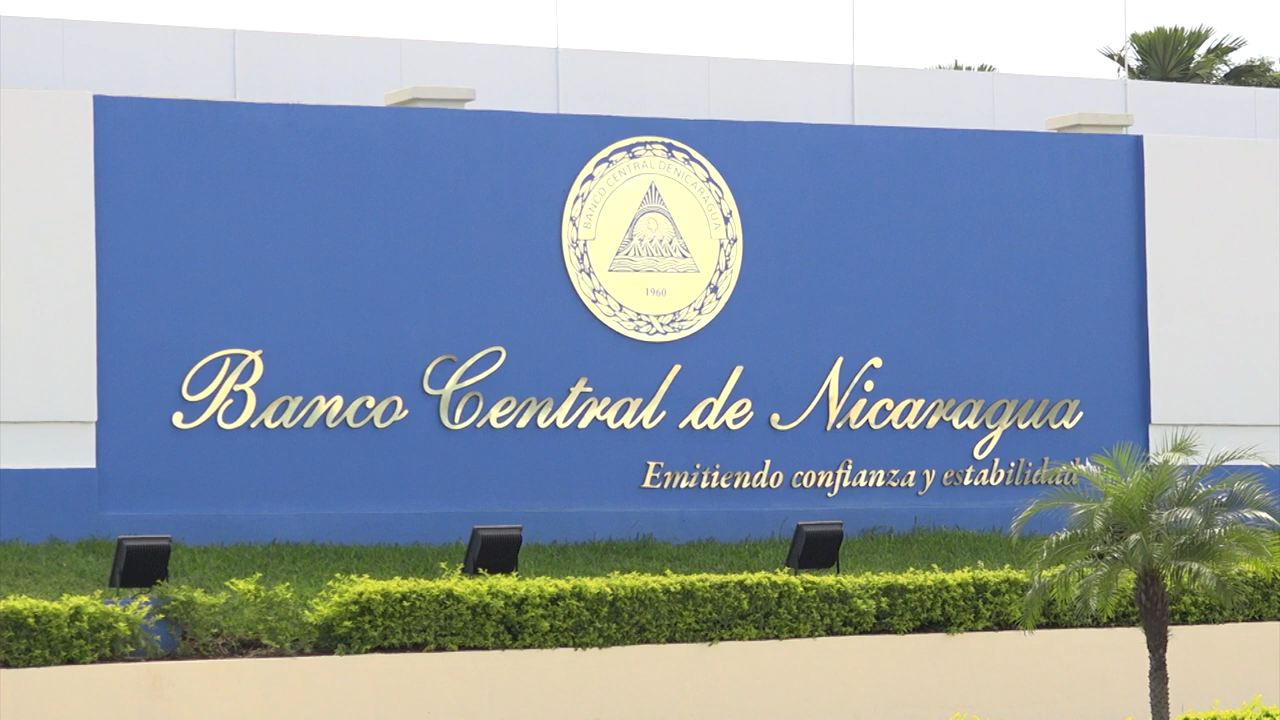 BANCO CENTRAL DE NICARAGUA
1960
Banco Central de Nicaragua
Emitiendo confianza y estabilidad